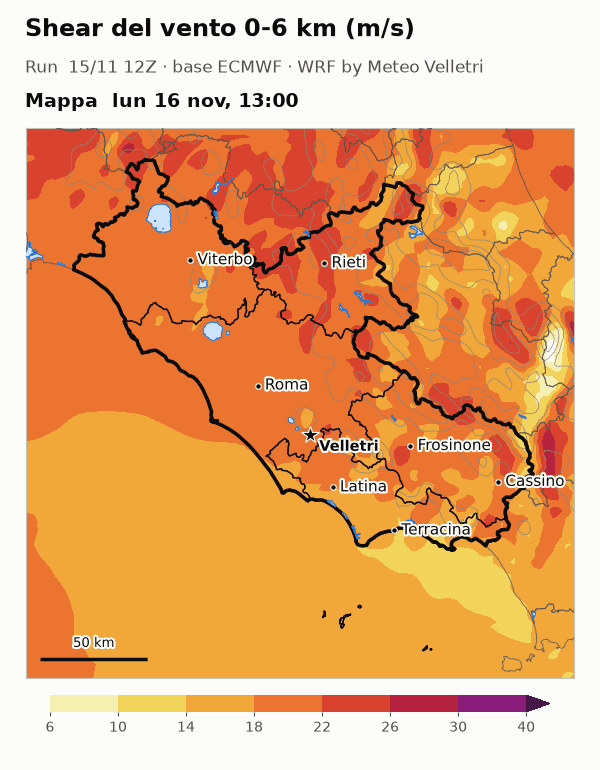 Shear del vento 0-6 km (m/s)
Run  15/11 12Z · base ECMWF · WRF by Meteo Velletri
Mappa  lun 16 nov, 13:00
Viterbo
Rieti
Roma
Velletri
Frosinone
Cassino
Latina
Terracina
50 km
6 10 14 18 22 26 30 40